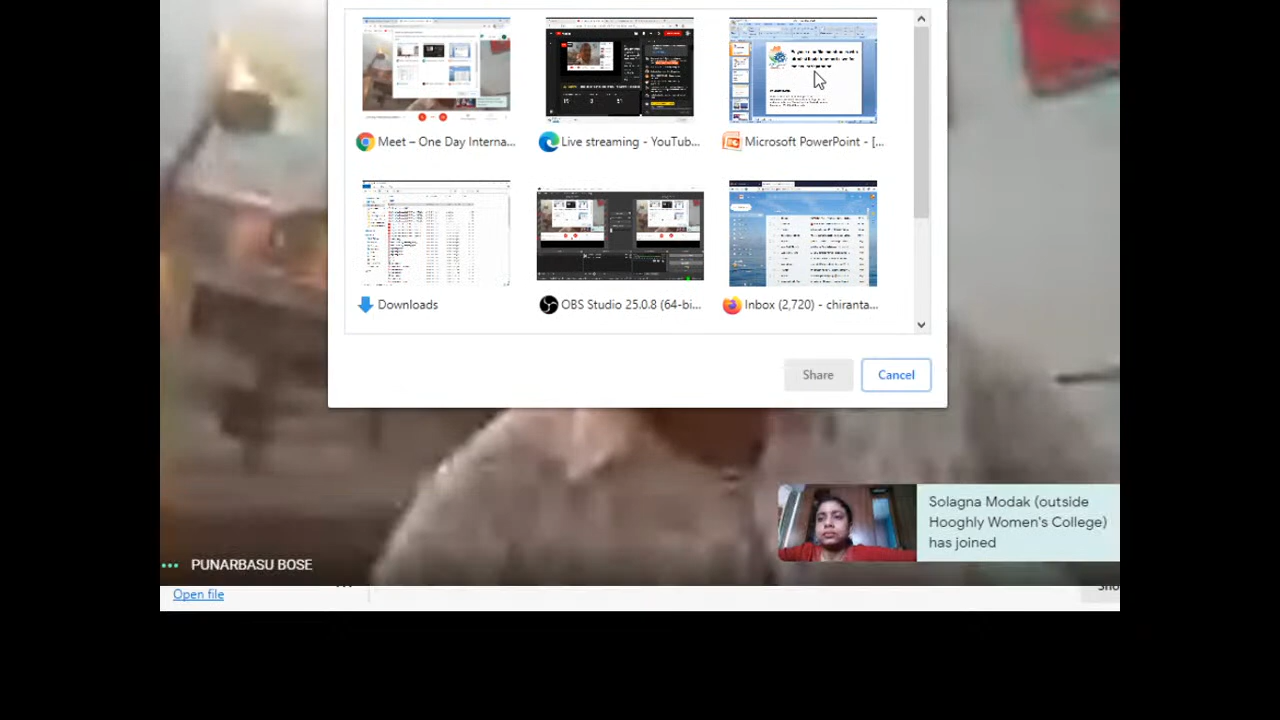 Meet – One Day Interna...
Live streaming - YouTub...
Microsoft PowerPoint - [...
Downloads
OBS Studio 25.0.8 (64-bi...
Inbox (2,720) - chiranta...
Share
Cancel
Solagna Modak (outside
Hooghly Women's College)
has joined
PUNARBASU BOSE
Open file